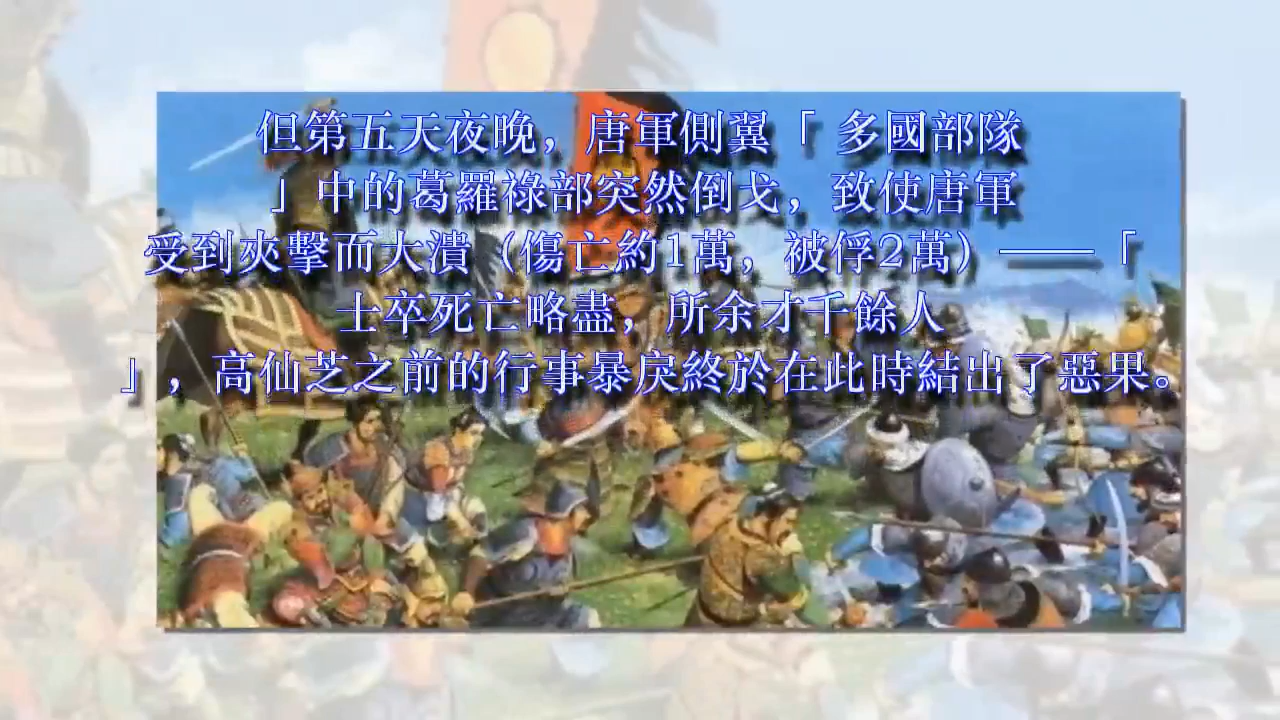 但第五天夜晚，唐軍側翼「 多國部隊
」中的葛羅祿部突然倒戈，致使唐軍
受到夾擊而大潰（傷亡約1萬，被俘2萬）——「
士卒死亡略盡，所余才千餘人
」，高仙芝之前的行事暴戾終於在此時結出了惡果。